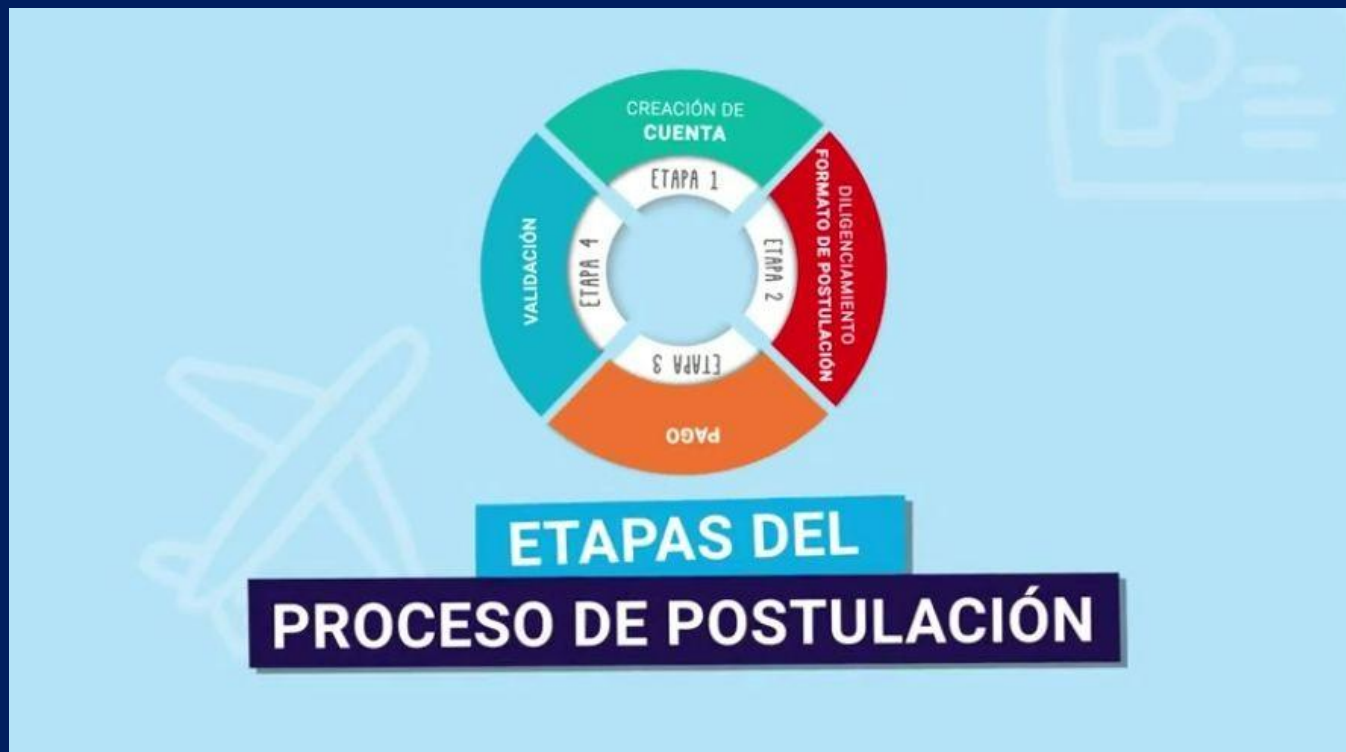 CREACIÓN DE
CUENTA
ETAPA 1
DILIGENCIAMIENTO
FORMATO DE POSTULACIÓN
ETAPA 2
ETAPA 3
PAGO
VALIDACIÓN
ETAPA 4
ETAPAS DEL
PROCESO DE POSTULACIÓN